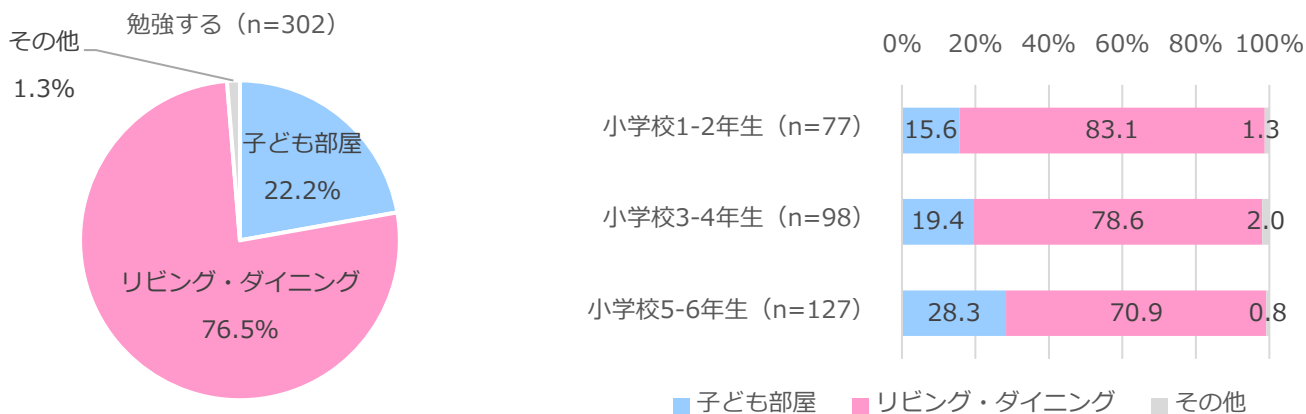 勉強する（n=302）
その他
1.3%
子ども部屋
22.2%
リビング・ダイニング
76.5%
0% 20% 40% 60% 80% 100%
小学校1-2年生（n=77） 15.6 83.1 1.3
小学校3-4年生（n=98） 19.4 78.6 2.0
小学校5-6年生（n=127） 28.3 70.9 0.8
子ども部屋 リビング・ダイニング その他